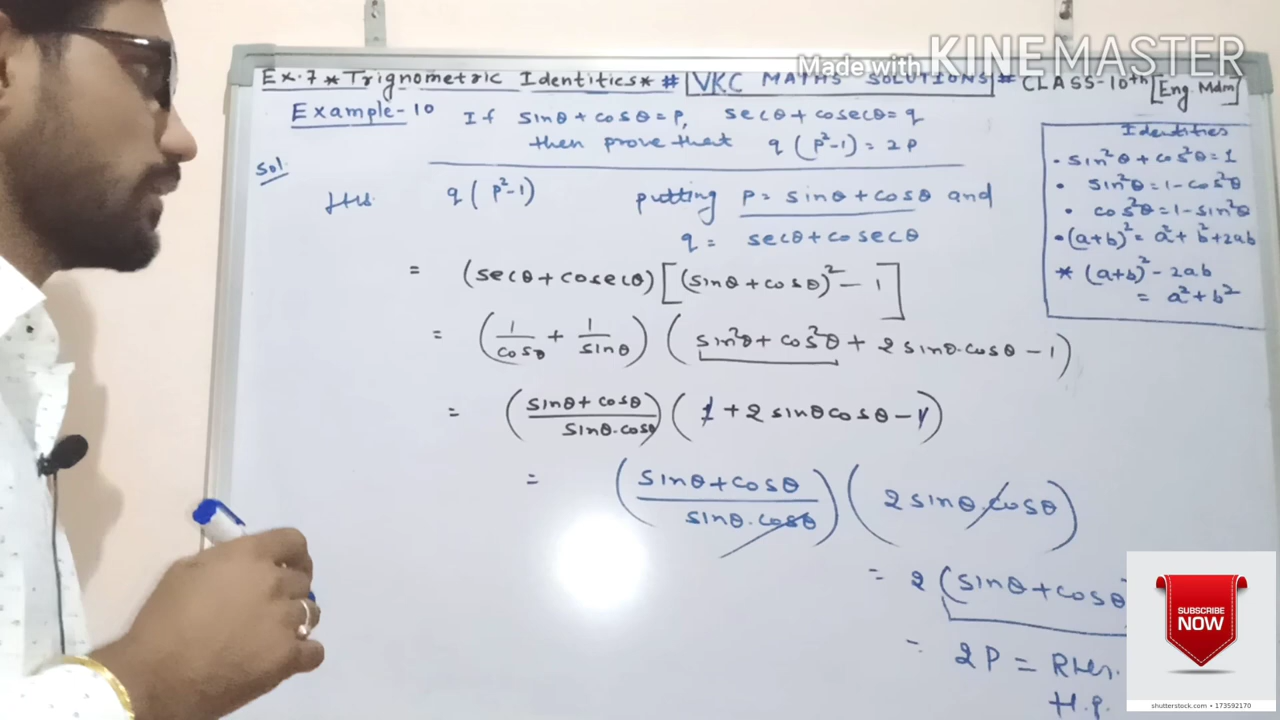 Made with KINEMASTER
Ex.7 * Trignometric Identities * # VKC MATHS SOLUTIONS # CLASS-10th [Eng. Mdm]
Example-10 If sinθ + cosθ = p, secθ + cosecθ = q
then prove that q (p²-1) = 2p
Sol.
q (p²-1) putting p = sinθ + cosθ and
q = secθ + cosecθ
= (secθ + cosecθ) [(sinθ + cosθ)² - 1]
= (1/cosθ + 1/sinθ) (sin²θ + cos²θ + 2 sinθ.cosθ - 1)
= (sinθ + cosθ/sinθ.cosθ) (1 + 2 sinθ cosθ - 1)
= (sinθ + cosθ/sinθ.cosθ) (2 sinθ.cosθ)
= 2 (sinθ + cosθ
= 2P = RHS.
H.p.
Identities
• sin²θ + cos²θ = 1
• sin²θ = 1 - cos²θ
• cos²θ = 1 - sin²θ
• (a+b)² = a² + b² + 2ab
* (a+b)² - 2ab
= a² + b²
SUBSCRIBE
NOW
shutterstock.com • 173592170